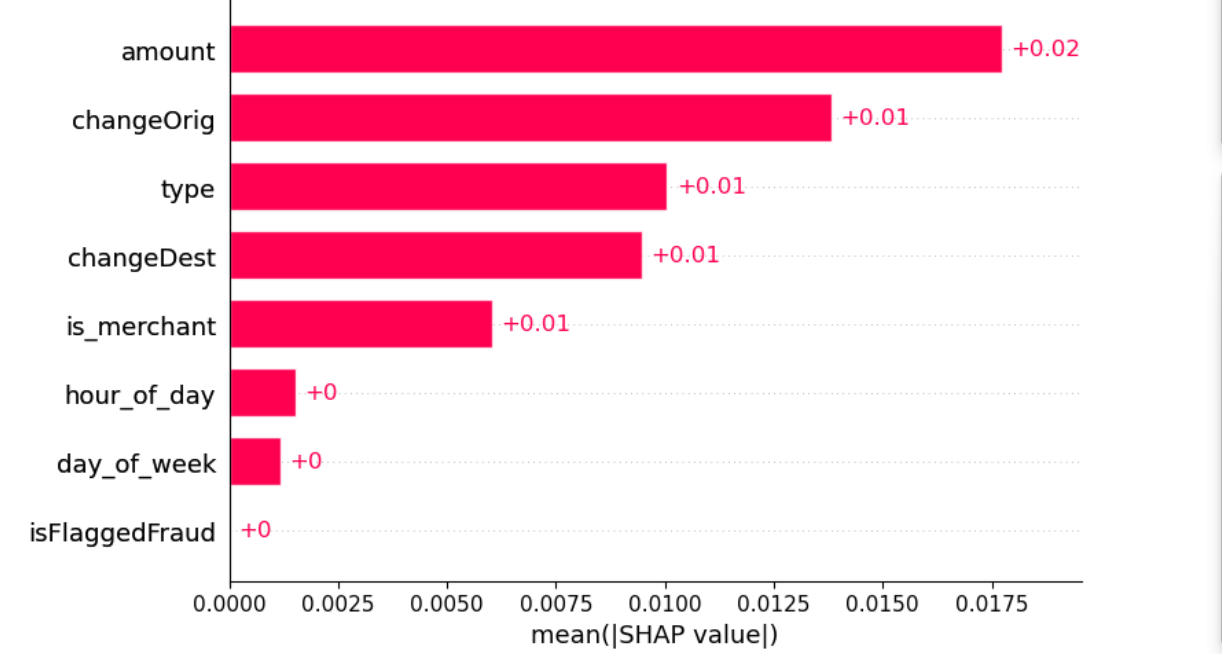 amount +0.02
changeOrig +0.01
type +0.01
changeDest +0.01
is_merchant +0.01
hour_of_day +0
day_of_week +0
isFlaggedFraud +0
0.0000 0.0025 0.0050 0.0075 0.0100 0.0125 0.0150 0.0175
mean(|SHAP value|)